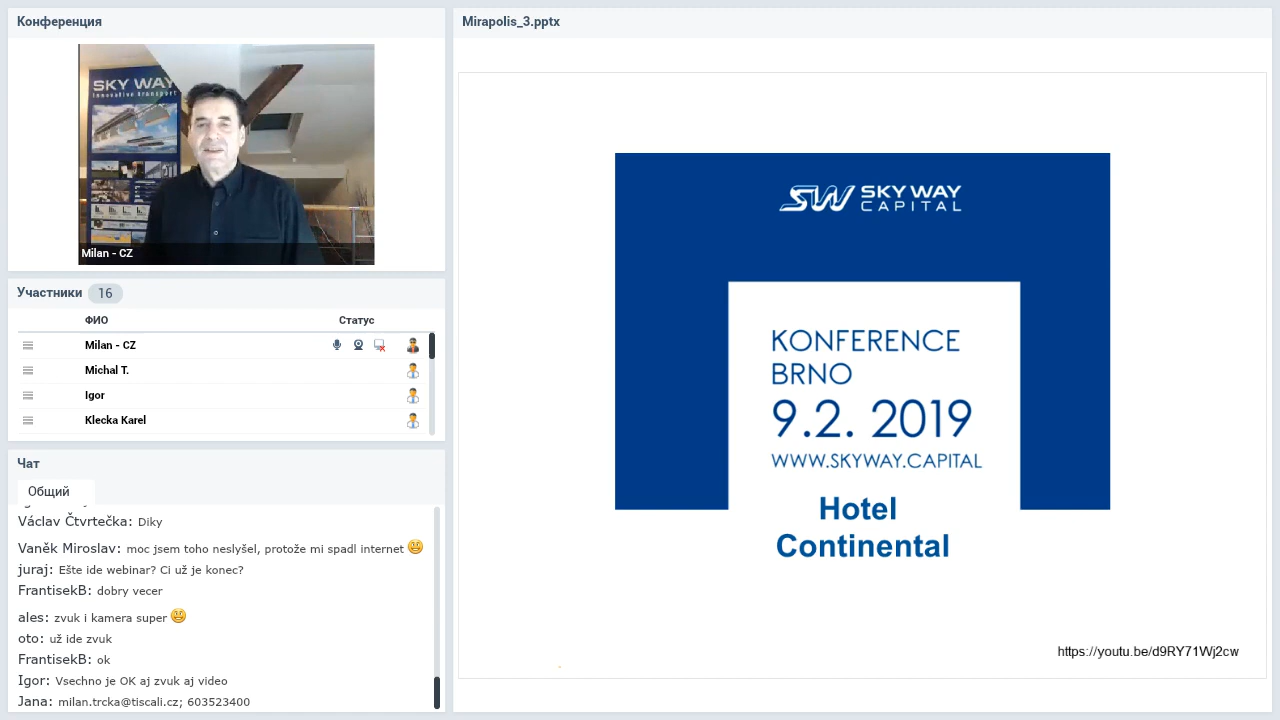 Конференция
SKY WAY
Innovative transport
Milan - CZ
Участники 16
ФИО Статус
Milan - CZ
Michal T.
Igor
Klecka Karel
Чат
Общий
Václav Čtvrtečka: Diky
Vaněk Miroslav: moc jsem toho neslyšel, protože mi spadl internet
juraj: Ešte ide webinar? Ci už je konec?
FrantisekB: dobry vecer
ales: zvuk i kamera super
oto: už ide zvuk
FrantisekB: ok
Igor: Vsechno je OK aj zvuk aj video
Jana: milan.trcka@tiscali.cz; 603523400
Mirapolis_3.pptx
SW SKY WAY
CAPITAL
KONFERENCE
BRNO
9.2. 2019
WWW.SKYWAY.CAPITAL
Hotel
Continental
https://youtu.be/d9RY71Wj2cw